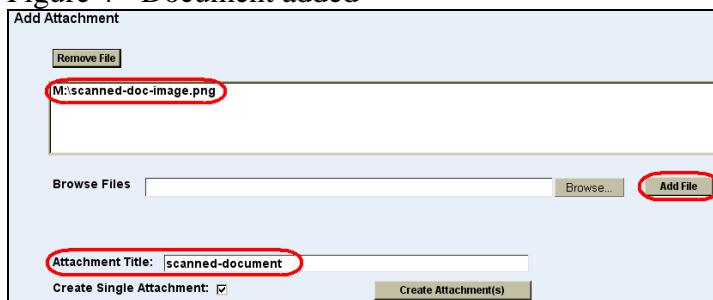 Figure 4 - Document added
Add Attachment
Remove File
M:\scanned-doc-image.png
Browse Files Browse... Add File
Attachment Title: scanned-document
Create Single Attachment: Create Attachment(s)